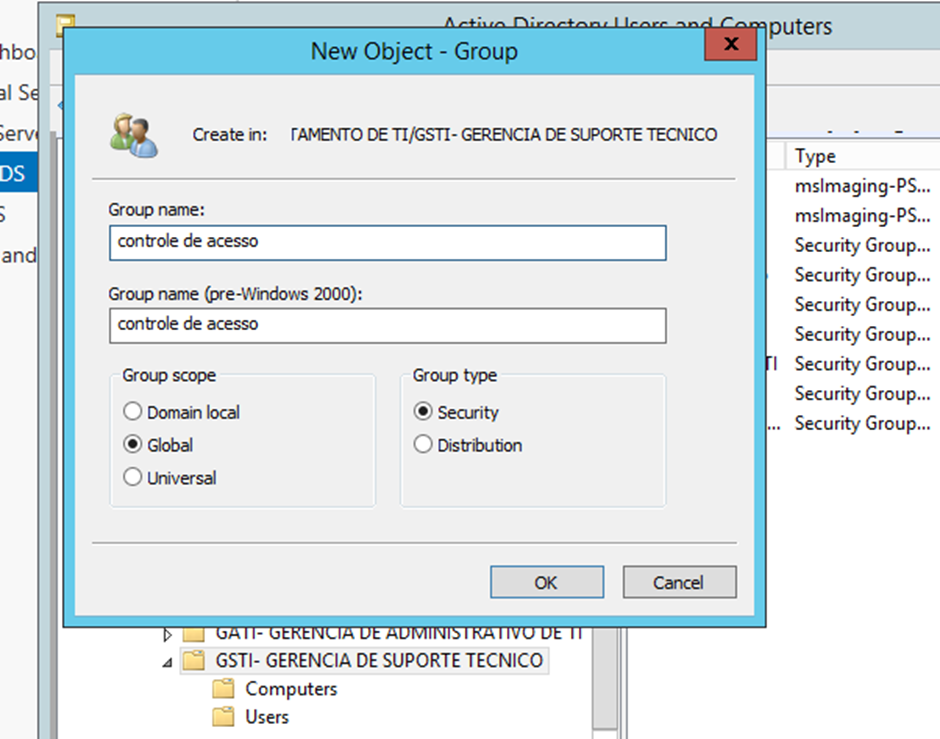 Active Directory Users and Computers
New Object - Group
x
Create in:
TAMENTO DE TI/GSTI- GERENCIA DE SUPORTE TECNICO
Group name:
controle de acesso
Group name (pre-Windows 2000):
controle de acesso
Group scope
Domain local
Global
Universal
Group type
Security
Distribution
OK
Cancel
DS
S
and
Type
msImaging-PS...
msImaging-PS...
Security Group...
Security Group...
Security Group...
Security Group...
TI Security Group...
Security Group...
... Security Group...
GATI- GERENCIA DE ADMINISTRATIVO DE TI
GSTI- GERENCIA DE SUPORTE TECNICO
Computers
Users